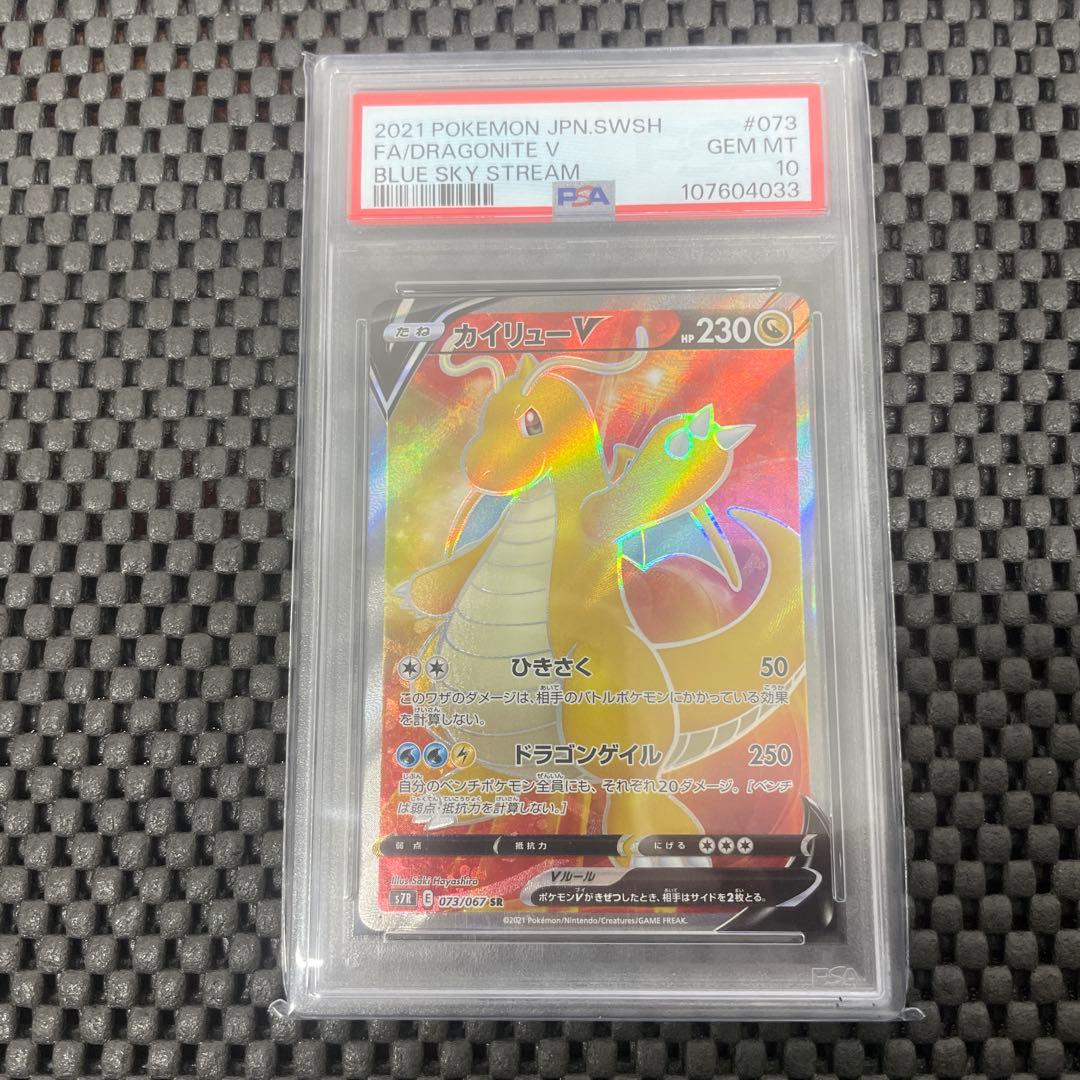 2021 POKEMON JPN.SWSH #073
FA/DRAGONITE V GEM MT
BLUE SKY STREAM 10
PSA 107604033
たね カイリューV HP230
ひきさく 50
このワザのダメージは、相手のバトルポケモンにかかっている効果
を計算しない。
ドラゴンゲイル 250
自分のベンチポケモン全員にも、それぞれ20ダメージ。[ベンチ
は弱点・抵抗力を計算しない。]
弱点 抵抗力 にげる
Illus. Saki Hayashiro
Vルール
ポケモンVがきぜつしたとき、相手はサイドを2枚とる。
s7R E 073/067 SR
©2021 Pokémon/Nintendo/Creatures/GAME FREAK.
PSA